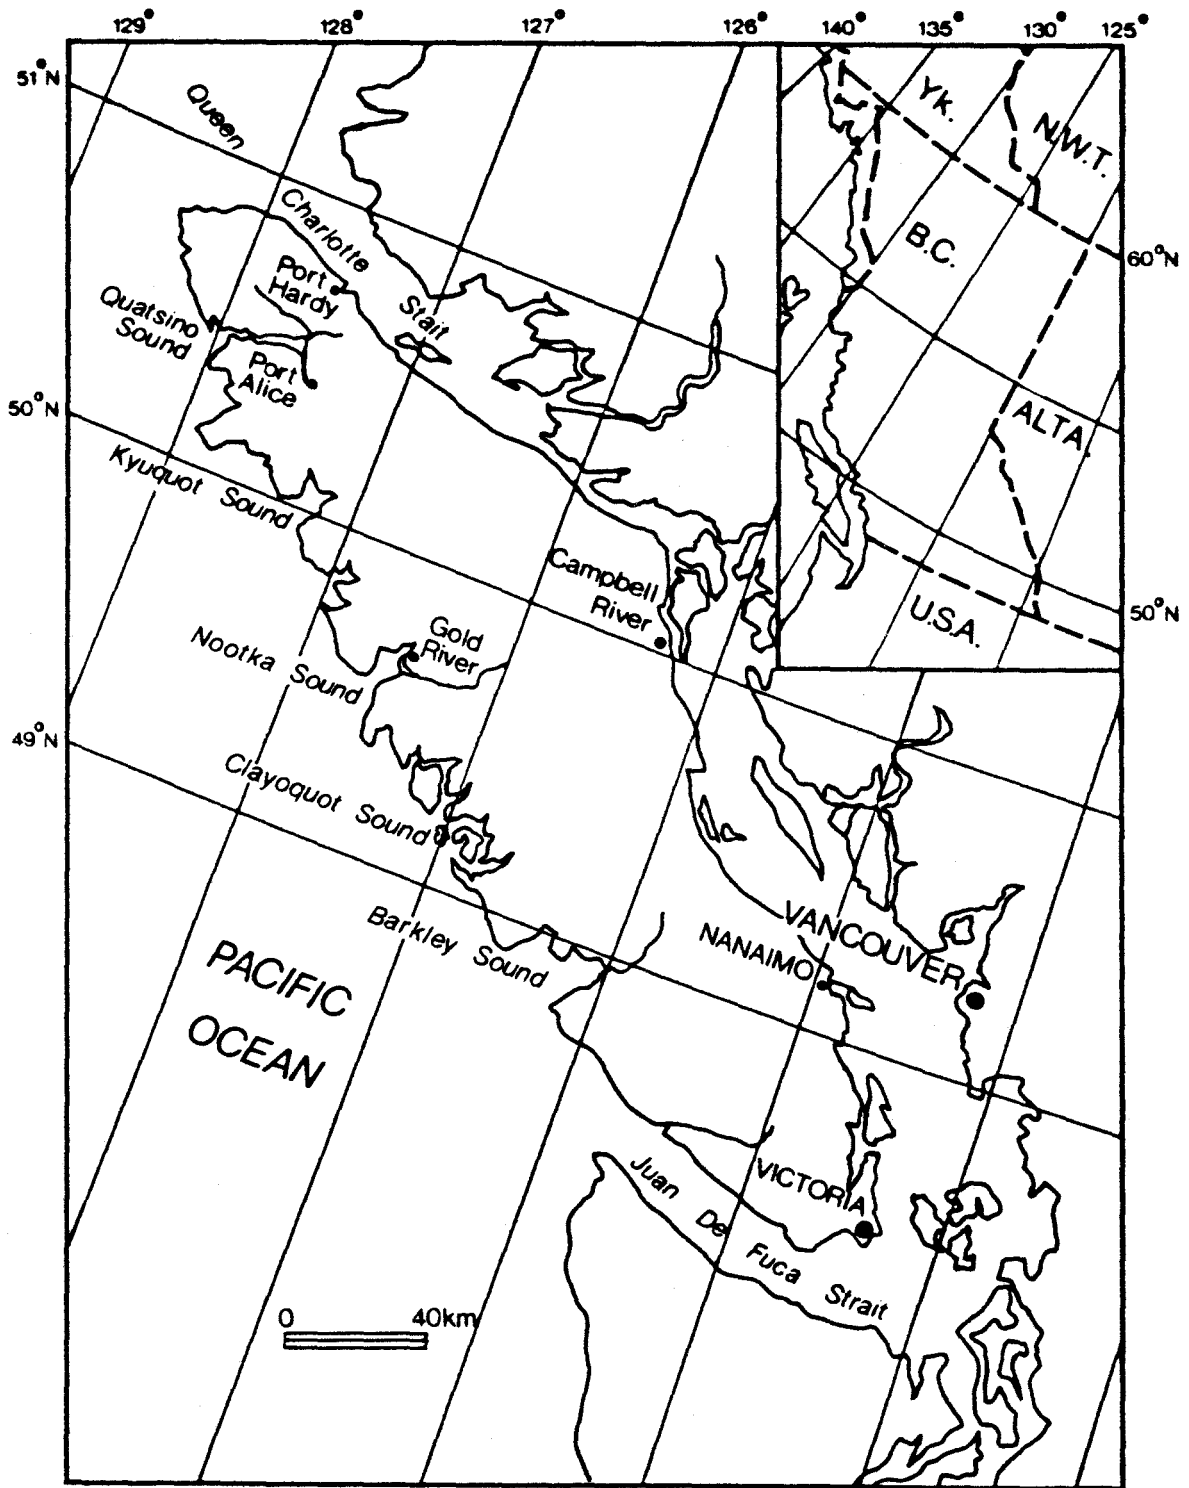 129°
128°
127°
126°
140°
135°
130°
125°
51°N
Queen
Charlotte
Stait
Port
Hardy
Quatsino
Sound
Port
Alice
50°N
Kyuquot Sound
Campbell
River
Gold
River
Nootka Sound
49°N
Clayoquot Sound
Barkley Sound
PACIFIC
OCEAN
NANAIMO
VANCOUVER
VICTORIA
Juan De Fuca Strait
0 40km
Yk.
N.W.T.
B.C.
60°N
ALTA.
U.S.A.
50°N